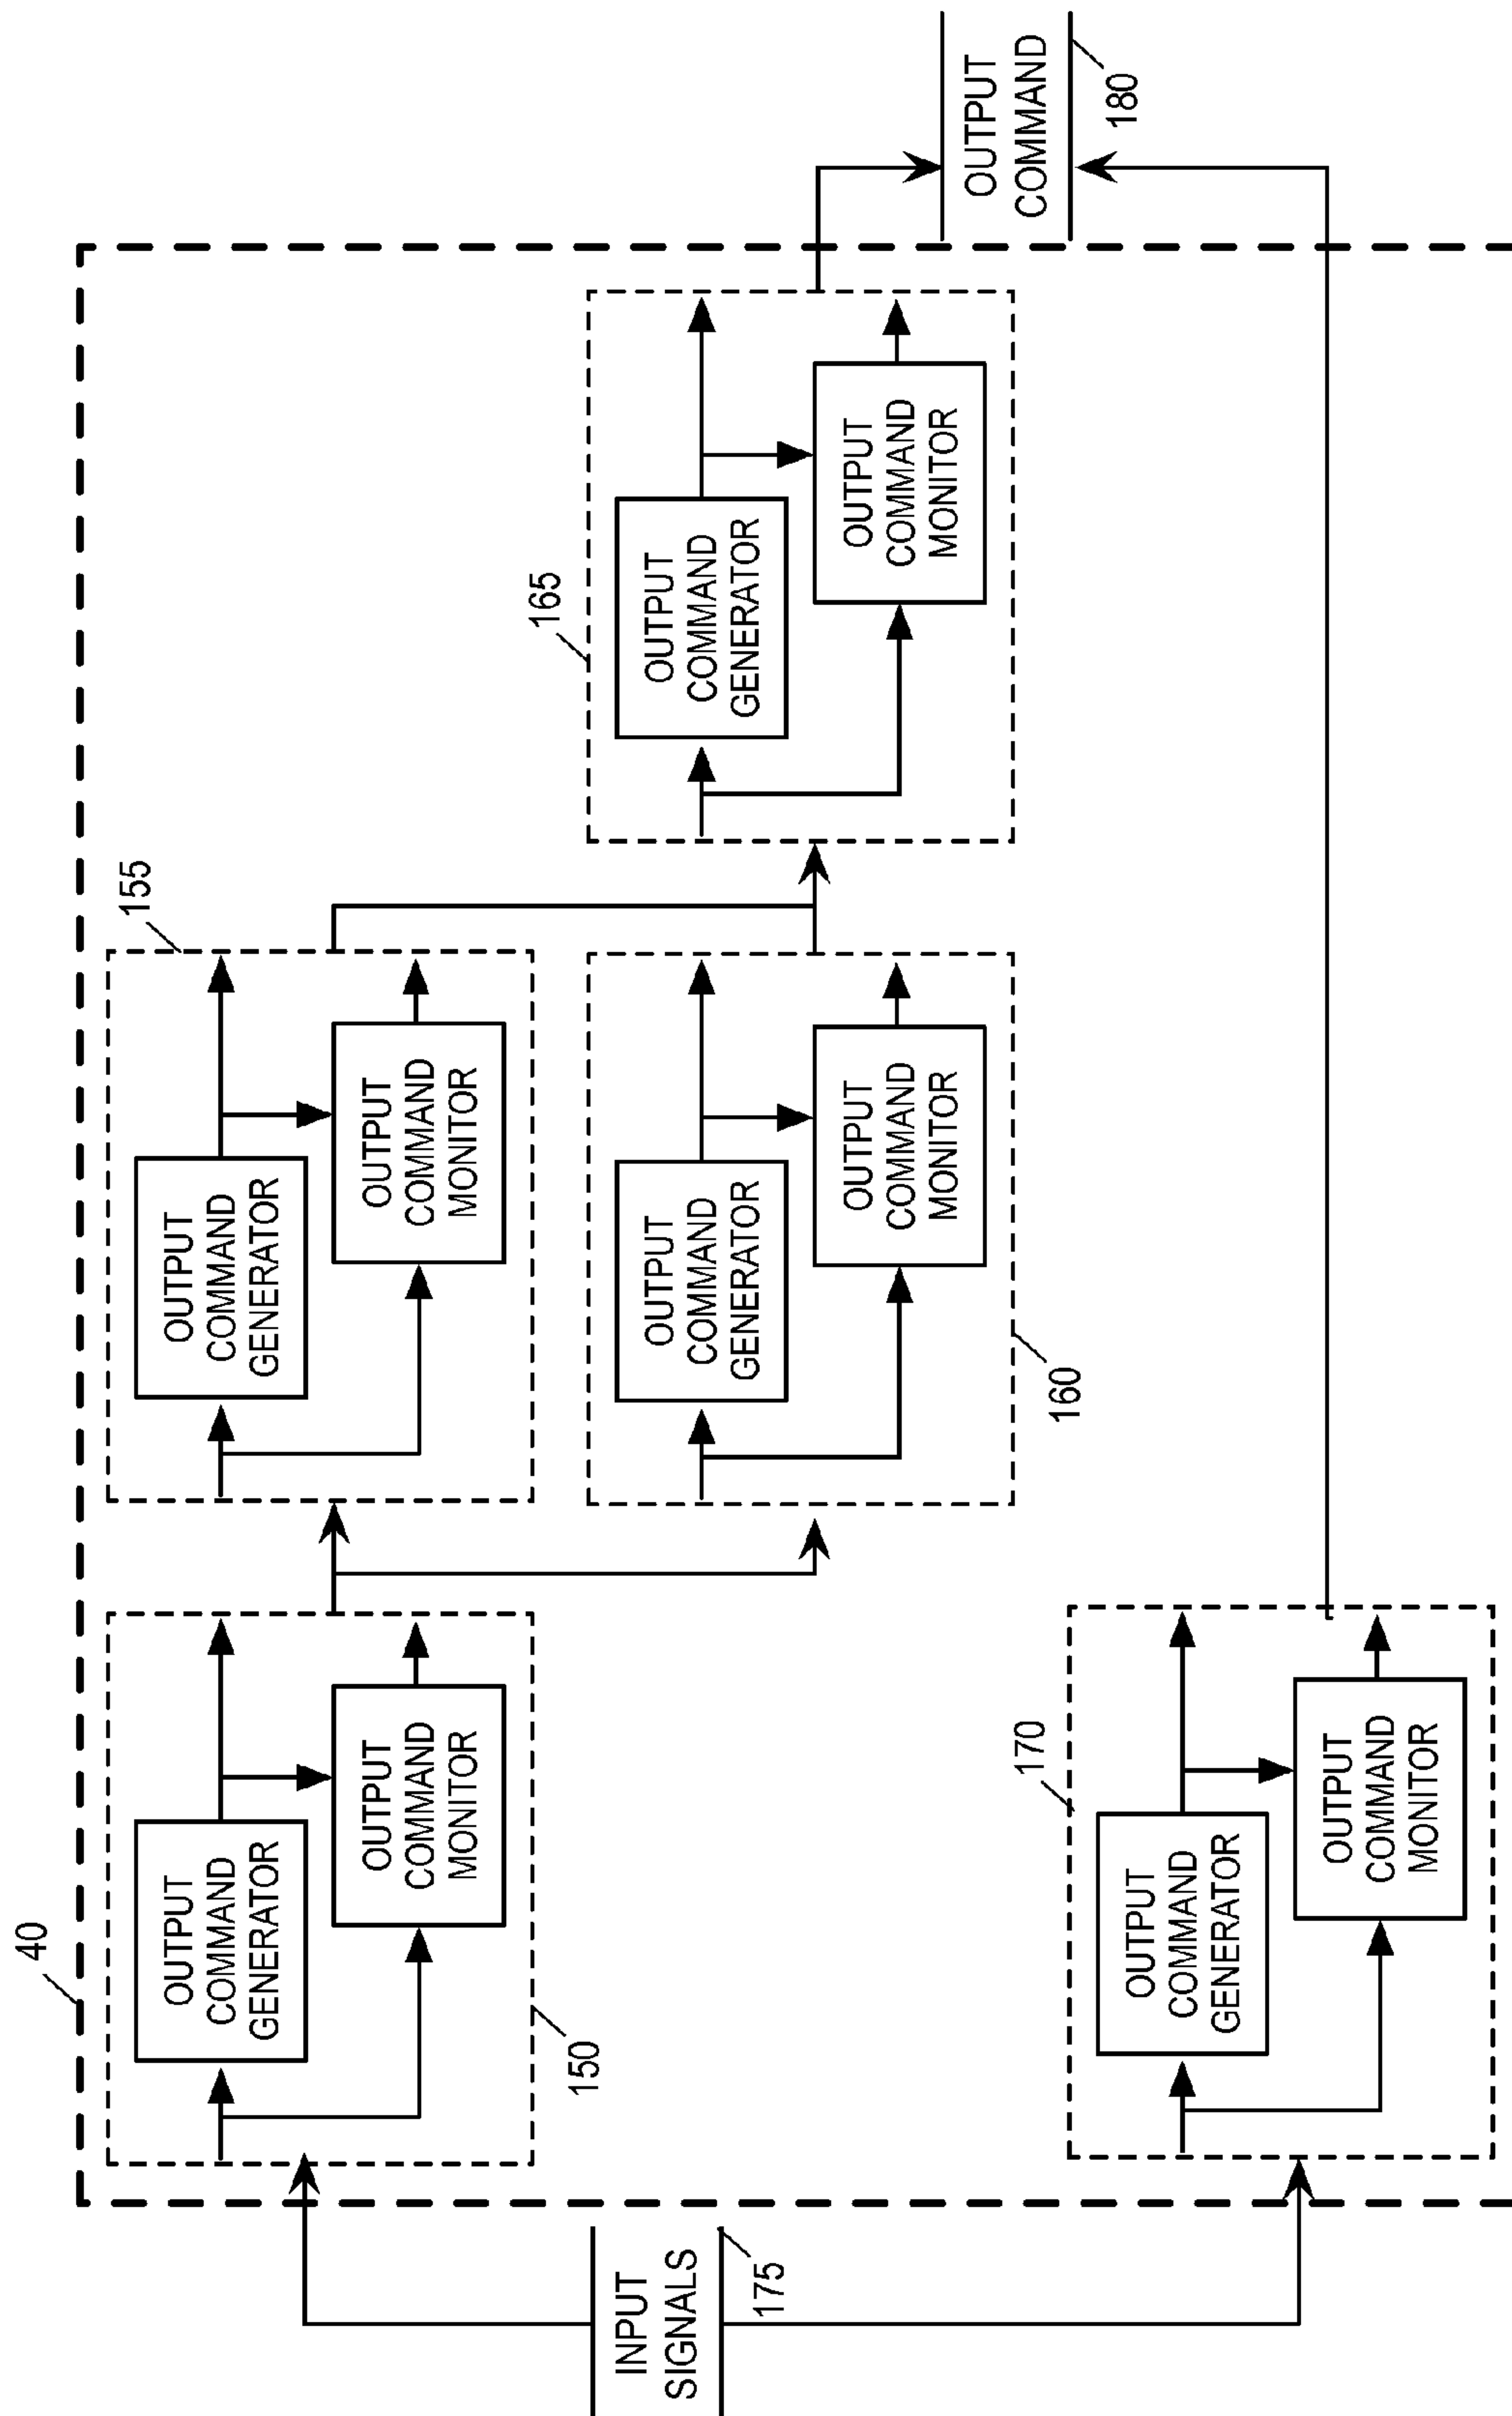 40
OUTPUT
COMMAND
GENERATOR
OUTPUT
COMMAND
MONITOR
150
155
OUTPUT
COMMAND
GENERATOR
OUTPUT
COMMAND
MONITOR
OUTPUT
COMMAND
GENERATOR
OUTPUT
COMMAND
MONITOR
160
165
OUTPUT
COMMAND
GENERATOR
OUTPUT
COMMAND
MONITOR
OUTPUT
COMMAND
180
INPUT
SIGNALS
175
170
OUTPUT
COMMAND
GENERATOR
OUTPUT
COMMAND
MONITOR